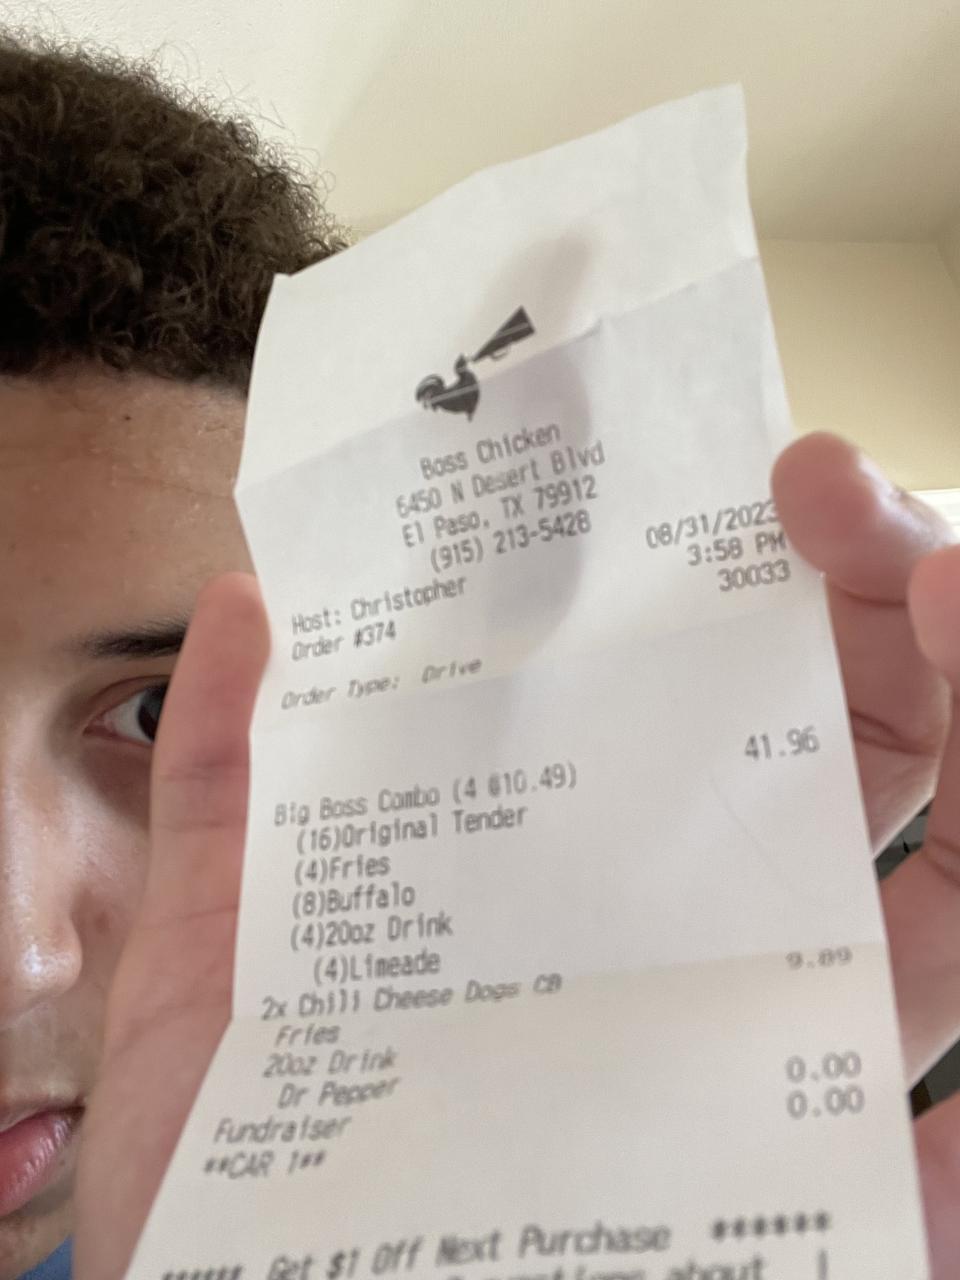 Boss Chicken
6450 N Desert Blvd
El Paso, TX 79912
(915) 213-5428
08/31/2023
Host: Christopher 3:58 PM
Order #374 30033
Order Type: Drive
Big Boss Combo (4 @10.49) 41.96
(16)Original Tender
(4)Fries
(8)Buffalo
(4)20oz Drink
(4)Limeade
2x Chili Cheese Dogs CB 9.89
Fries
20oz Drink
Dr Pepper
Fundraiser 0.00
**CAR 1** 0.00
****** Get $1 Off Next Purchase ******
about